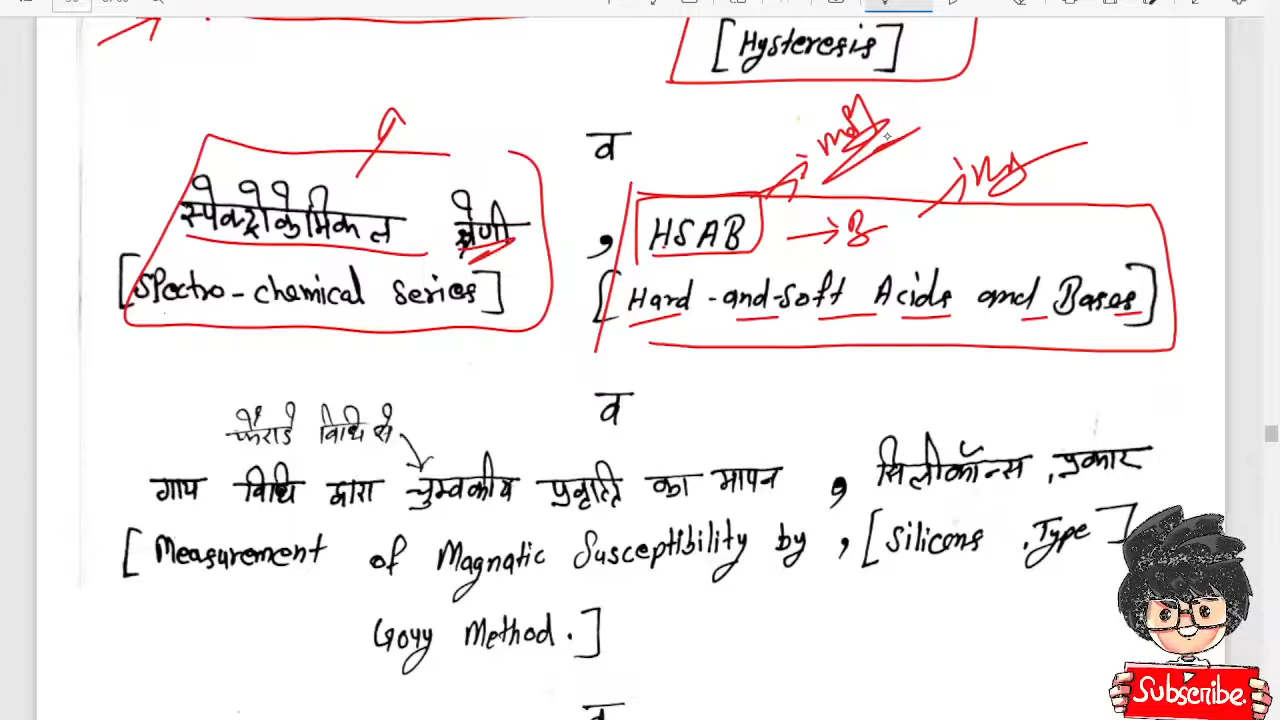 [Hysteresis]
व
स्पेक्ट्रोकेमिकल श्रेणी , HSAB
[Spectro-chemical Series] [Hard-and-Soft Acids and Bases]
व
फैराडे विधि से
गाय विधि द्वारा चुम्बकीय प्रवृत्ति का मापन , सिलीकॉन्स , प्रकार
[Measurement of Magnatic Susceptibility by , [Silicons , Type]
Gouy Method .]
व
Subscribe